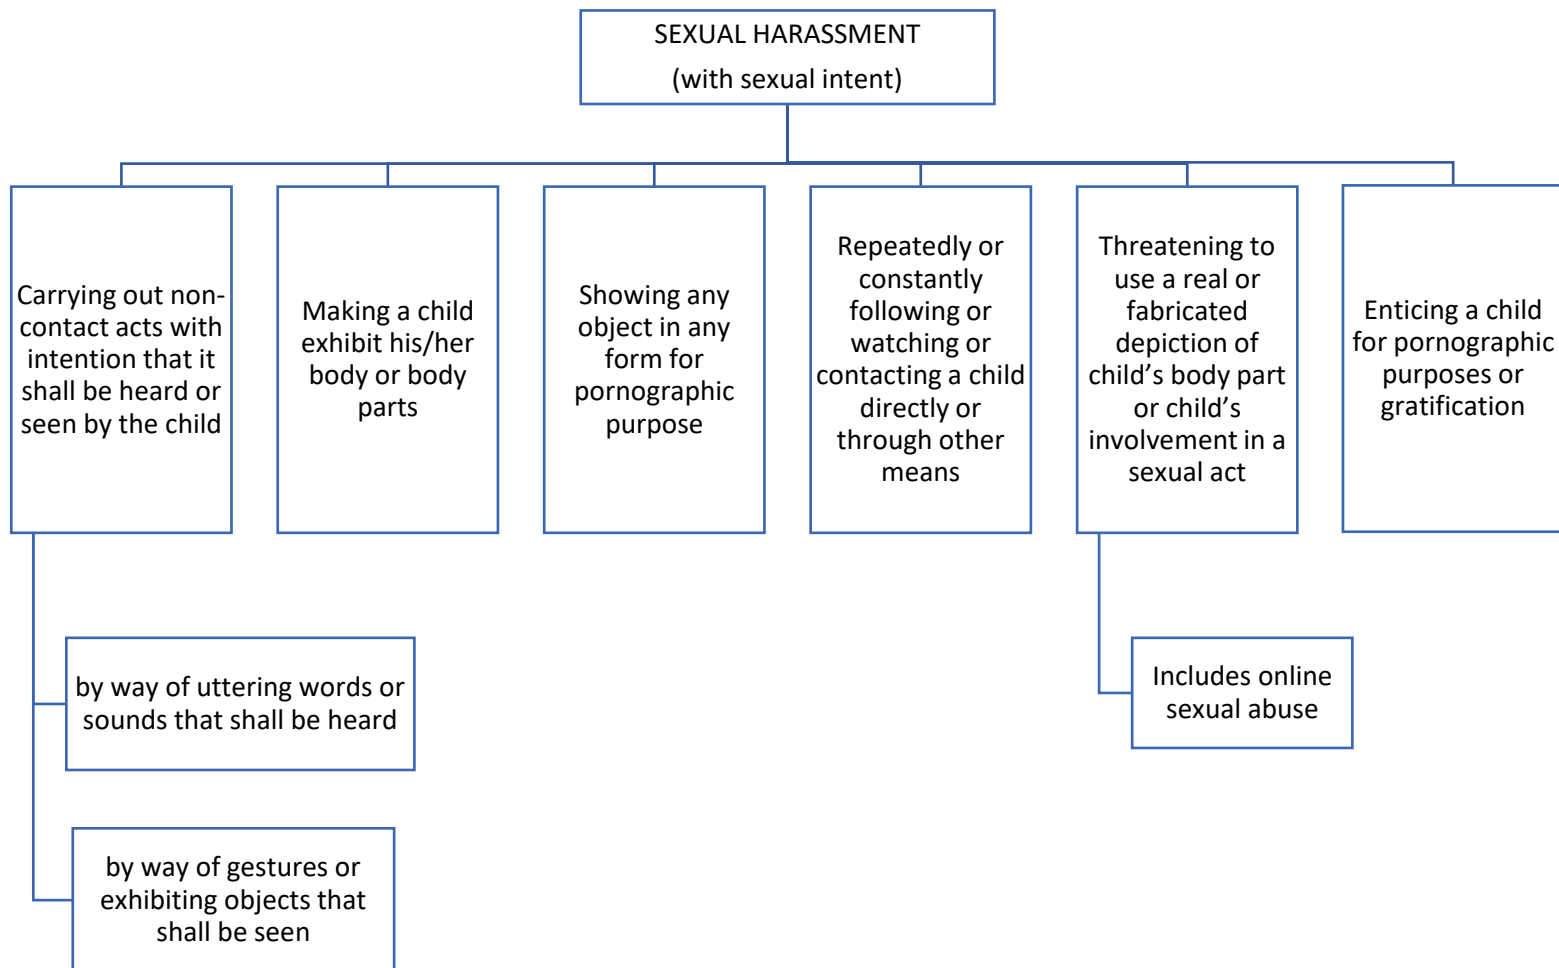 SEXUAL HARASSMENT
(with sexual intent)
Carrying out non-
contact acts with
intention that it
shall be heard or
seen by the child
Making a child
exhibit his/her
body or body
parts
Showing any
object in any
form for
pornographic
purpose
Repeatedly or
constantly
following or
watching or
contacting a child
directly or
through other
means
Threatening to
use a real or
fabricated
depiction of
child’s body part
or child’s
involvement in a
sexual act
Enticing a child
for pornographic
purposes or
gratification
by way of uttering words or
sounds that shall be heard
Includes online
sexual abuse
by way of gestures or
exhibiting objects that
shall be seen